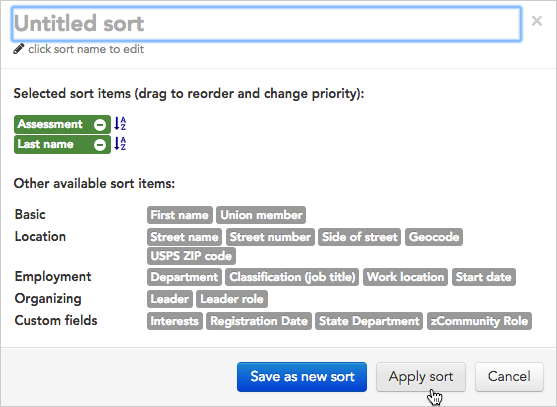 Untitled sort ×
click sort name to edit
Selected sort items (drag to reorder and change priority):
Assessment A Z
Last name A Z
Other available sort items:
Basic First name Union member
Location Street name Street number Side of street Geocode
USPS ZIP code
Employment Department Classification (job title) Work location Start date
Organizing Leader Leader role
Custom fields Interests Registration Date State Department zCommunity Role
Save as new sort Apply sort Cancel